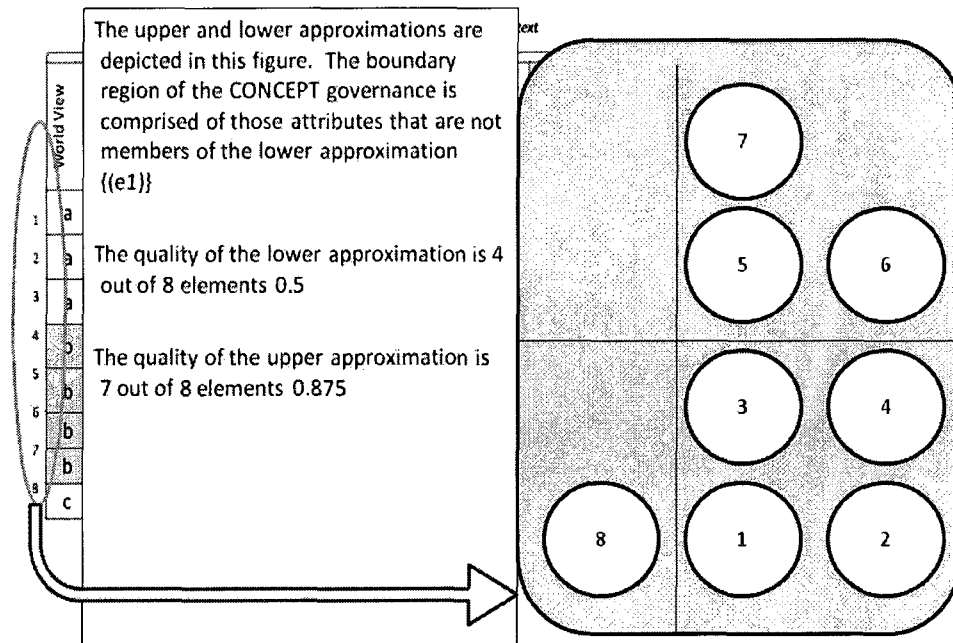 The upper and lower approximations are
depicted in this figure. The boundary
region of the CONCEPT governance is
comprised of those attributes that are not
members of the lower approximation
{(e1)}
The quality of the lower approximation is 4
out of 8 elements 0.5
The quality of the upper approximation is
7 out of 8 elements 0.875
text
World View
1 a
2 a
3 a
4 b
5 b
6 b
7 b
8 c
7
5 6
3 4
8 1 2